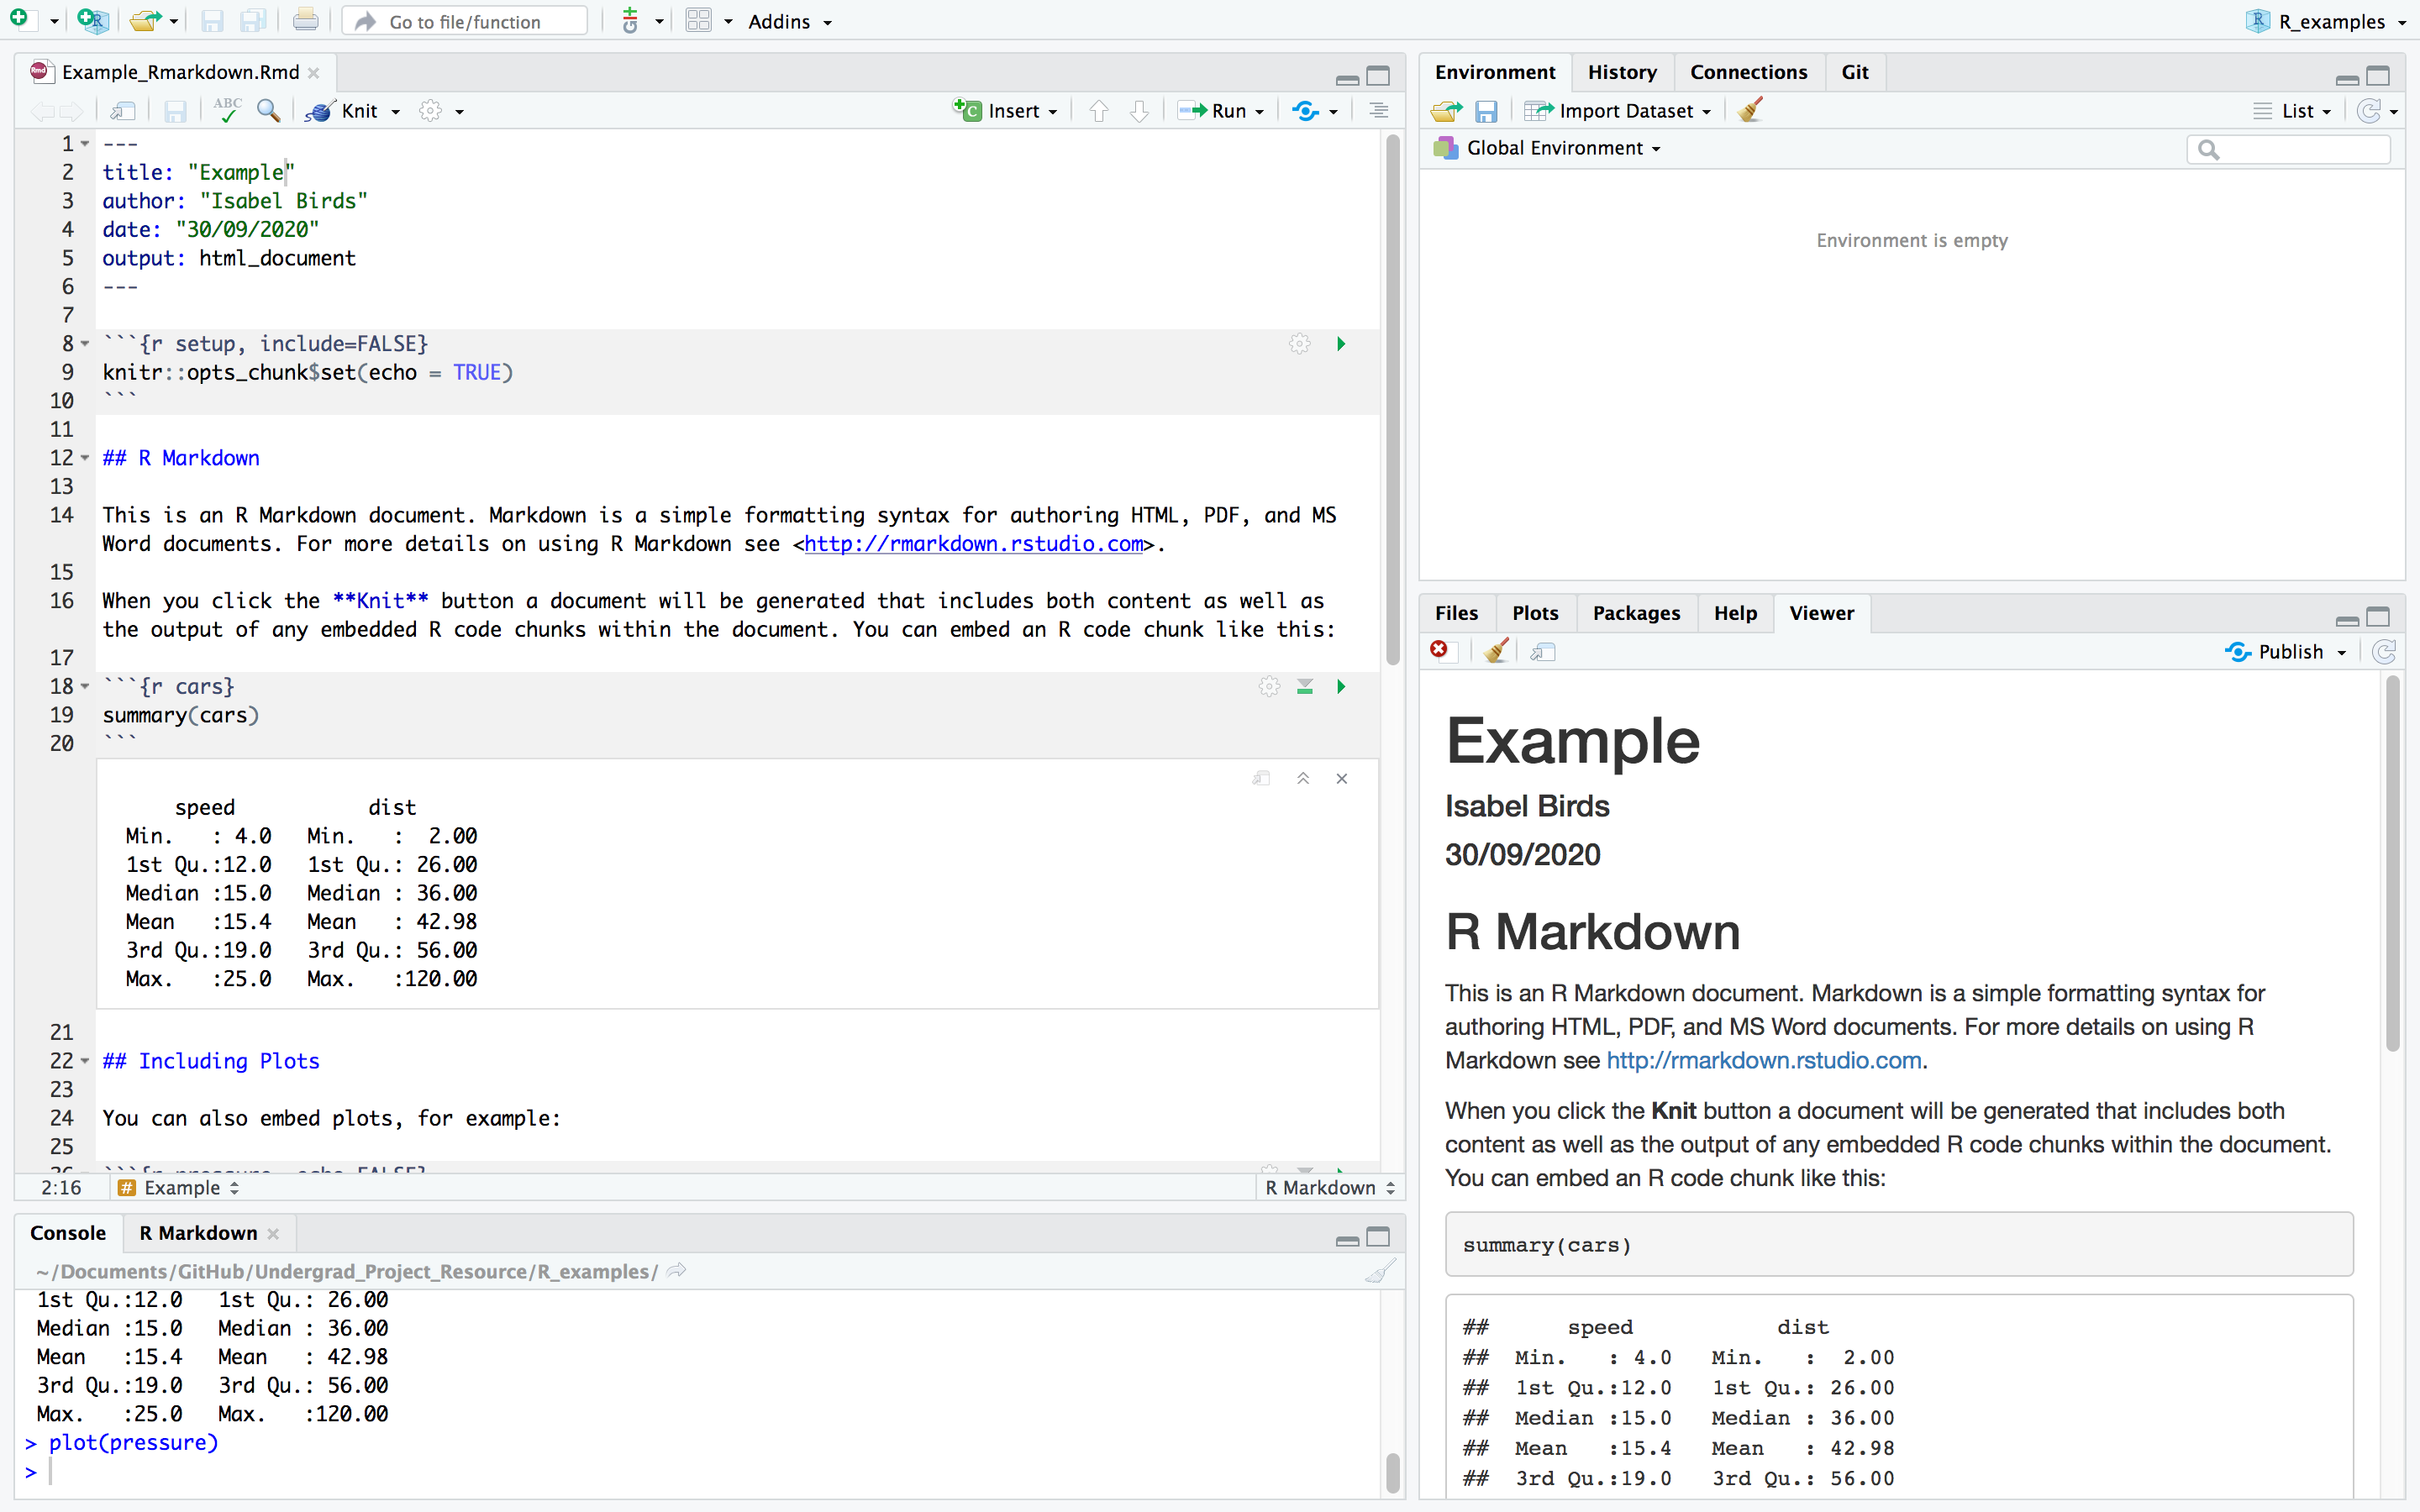 Go to file/function
Addins
R_examples
Example_Rmarkdown.Rmd
ABC
Knit
Insert
Run
1 ---
2 title: "Example"
3 author: "Isabel Birds"
4 date: "30/09/2020"
5 output: html_document
6 ---
7
8 ```{r setup, include=FALSE}
9 knitr::opts_chunk$set(echo = TRUE)
10 ```
11
12 ## R Markdown
13
14 This is an R Markdown document. Markdown is a simple formatting syntax for authoring HTML, PDF, and MS
Word documents. For more details on using R Markdown see <http://rmarkdown.rstudio.com>.
15
16 When you click the **Knit** button a document will be generated that includes both content as well as
the output of any embedded R code chunks within the document. You can embed an R code chunk like this:
17
18 ```{r cars}
19 summary(cars)
20 ```
speed dist
Min. : 4.0 Min. : 2.00
1st Qu.:12.0 1st Qu.: 26.00
Median :15.0 Median : 36.00
Mean :15.4 Mean : 42.98
3rd Qu.:19.0 3rd Qu.: 56.00
Max. :25.0 Max. :120.00
21
22 ## Including Plots
23
24 You can also embed plots, for example:
25
26 ```{r pressure, echo=FALSE}
2:16 # Example R Markdown
Console R Markdown
~/Documents/GitHub/Undergrad_Project_Resource/R_examples/
1st Qu.:12.0 1st Qu.: 26.00
Median :15.0 Median : 36.00
Mean :15.4 Mean : 42.98
3rd Qu.:19.0 3rd Qu.: 56.00
Max. :25.0 Max. :120.00
> plot(pressure)
>
Environment History Connections Git
Import Dataset List
Global Environment
Environment is empty
Files Plots Packages Help Viewer
Publish
Example
Isabel Birds
30/09/2020
R Markdown
This is an R Markdown document. Markdown is a simple formatting syntax for
authoring HTML, PDF, and MS Word documents. For more details on using R
Markdown see http://rmarkdown.rstudio.com.
When you click the Knit button a document will be generated that includes both
content as well as the output of any embedded R code chunks within the document.
You can embed an R code chunk like this:
summary(cars)
## speed dist
## Min. : 4.0 Min. : 2.00
## 1st Qu.:12.0 1st Qu.: 26.00
## Median :15.0 Median : 36.00
## Mean :15.4 Mean : 42.98
## 3rd Qu.:19.0 3rd Qu.: 56.00